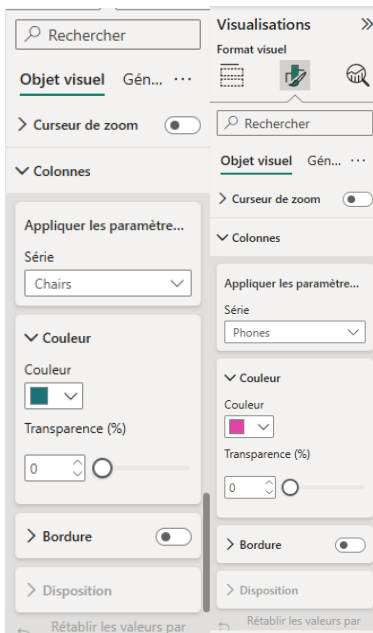 Rechercher
Objet visuel Gén... ...
Curseur de zoom
Colonnes
Appliquer les paramètre...
Série
Chairs
Couleur
Couleur
Transparence (%)
0
Bordure
Disposition
Rétablir les valeurs par
Visualisations
Format visuel
Rechercher
Objet visuel Gén... ...
Curseur de zoom
Colonnes
Appliquer les paramètre...
Série
Phones
Couleur
Couleur
Transparence (%)
0
Bordure
Disposition
Rétablir les valeurs par